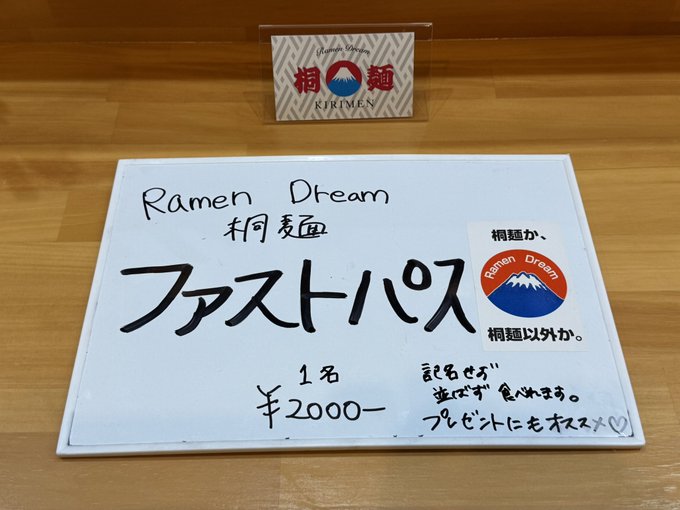 Ramen Dream
桐麺
KIRIMEN
Ramen Dream
桐麺
ファストパス
桐麺か、
Ramen Dream
桐麺以外か。
1名
¥2000-
記名せず
並ばず食べれます。
プレゼントにもオススメ♡